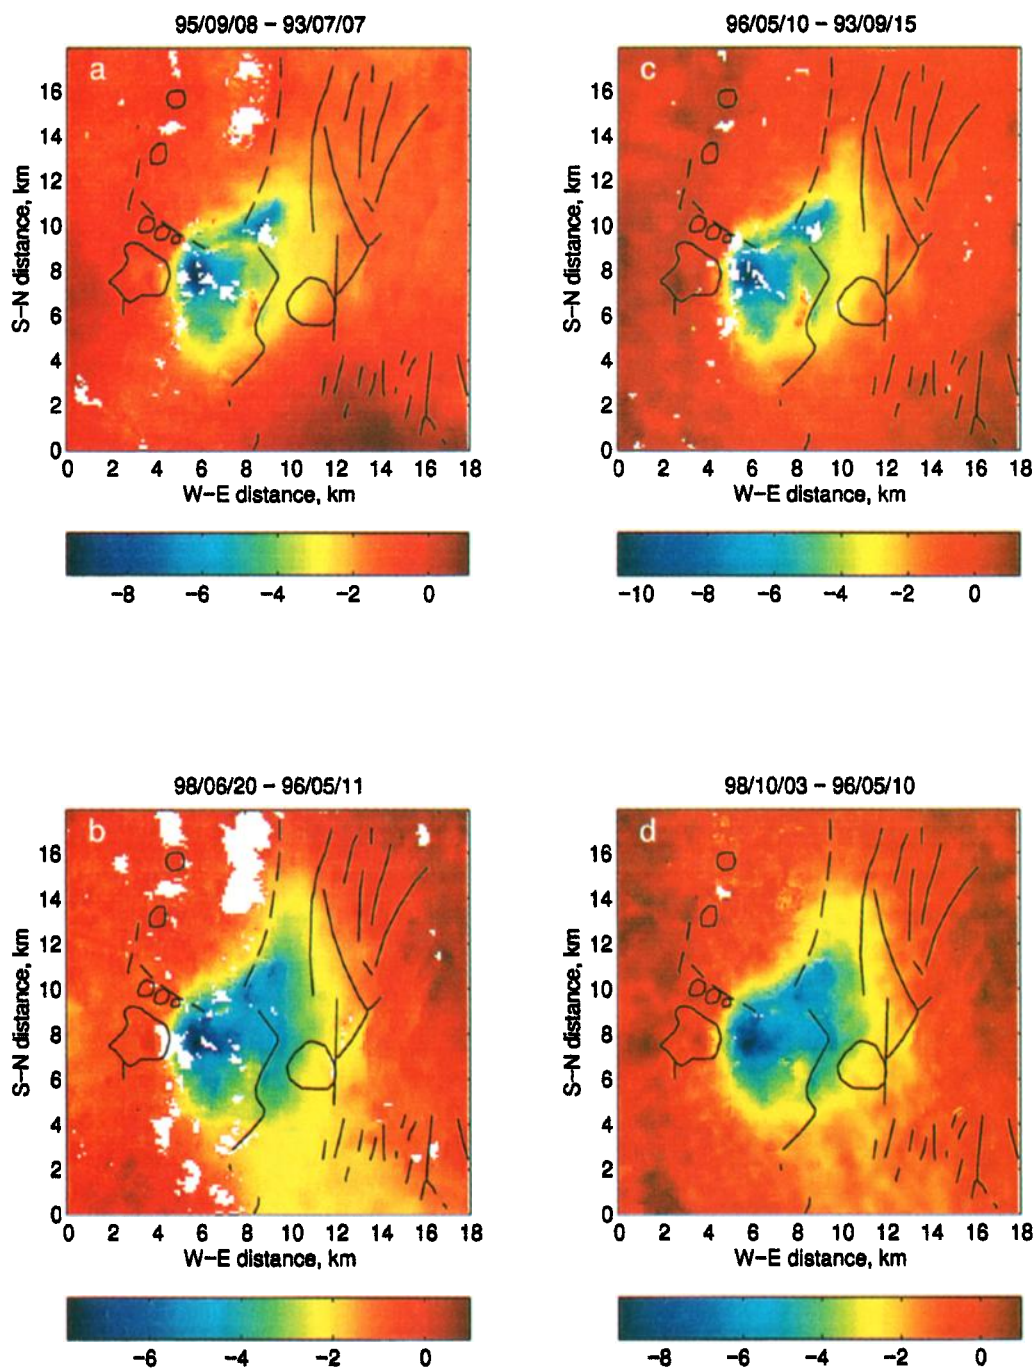 95/09/08 – 93/07/07
a
16
14
12
10
8
6
4
2
0
S–N distance, km
0 2 4 6 8 10 12 14 16 18
W–E distance, km
−8 −6 −4 −2 0
96/05/10 – 93/09/15
c
16
14
12
10
8
6
4
2
0
S–N distance, km
0 2 4 6 8 10 12 14 16 18
W–E distance, km
−10 −8 −6 −4 −2 0
98/06/20 – 96/05/11
b
16
14
12
10
8
6
4
2
0
S–N distance, km
0 2 4 6 8 10 12 14 16 18
W–E distance, km
−6 −4 −2 0
98/10/03 – 96/05/10
d
16
14
12
10
8
6
4
2
0
S–N distance, km
0 2 4 6 8 10 12 14 16 18
W–E distance, km
−8 −6 −4 −2 0